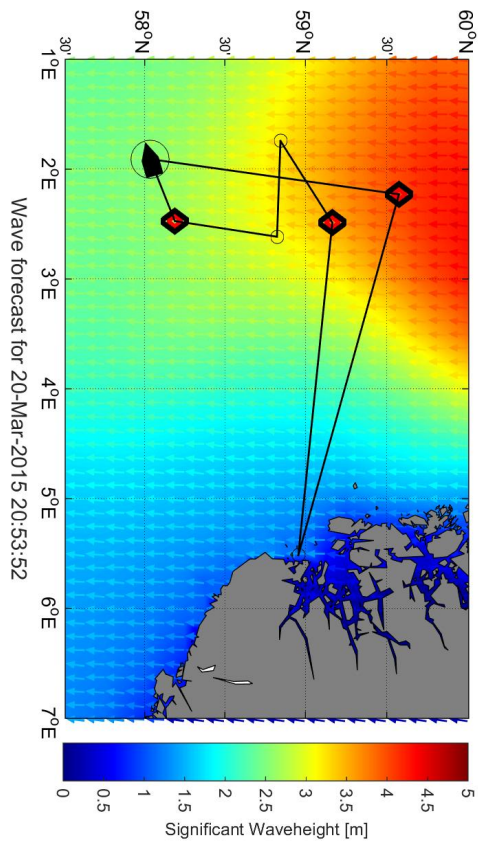 30'
58°N
30'
59°N
30'
60°N
1°E
2°E
3°E
4°E
5°E
6°E
7°E
Wave forecast for 20-Mar-2015 20:53:52
0
0.5
1
1.5
2
2.5
3
3.5
4
4.5
5
Significant Waveheight [m]